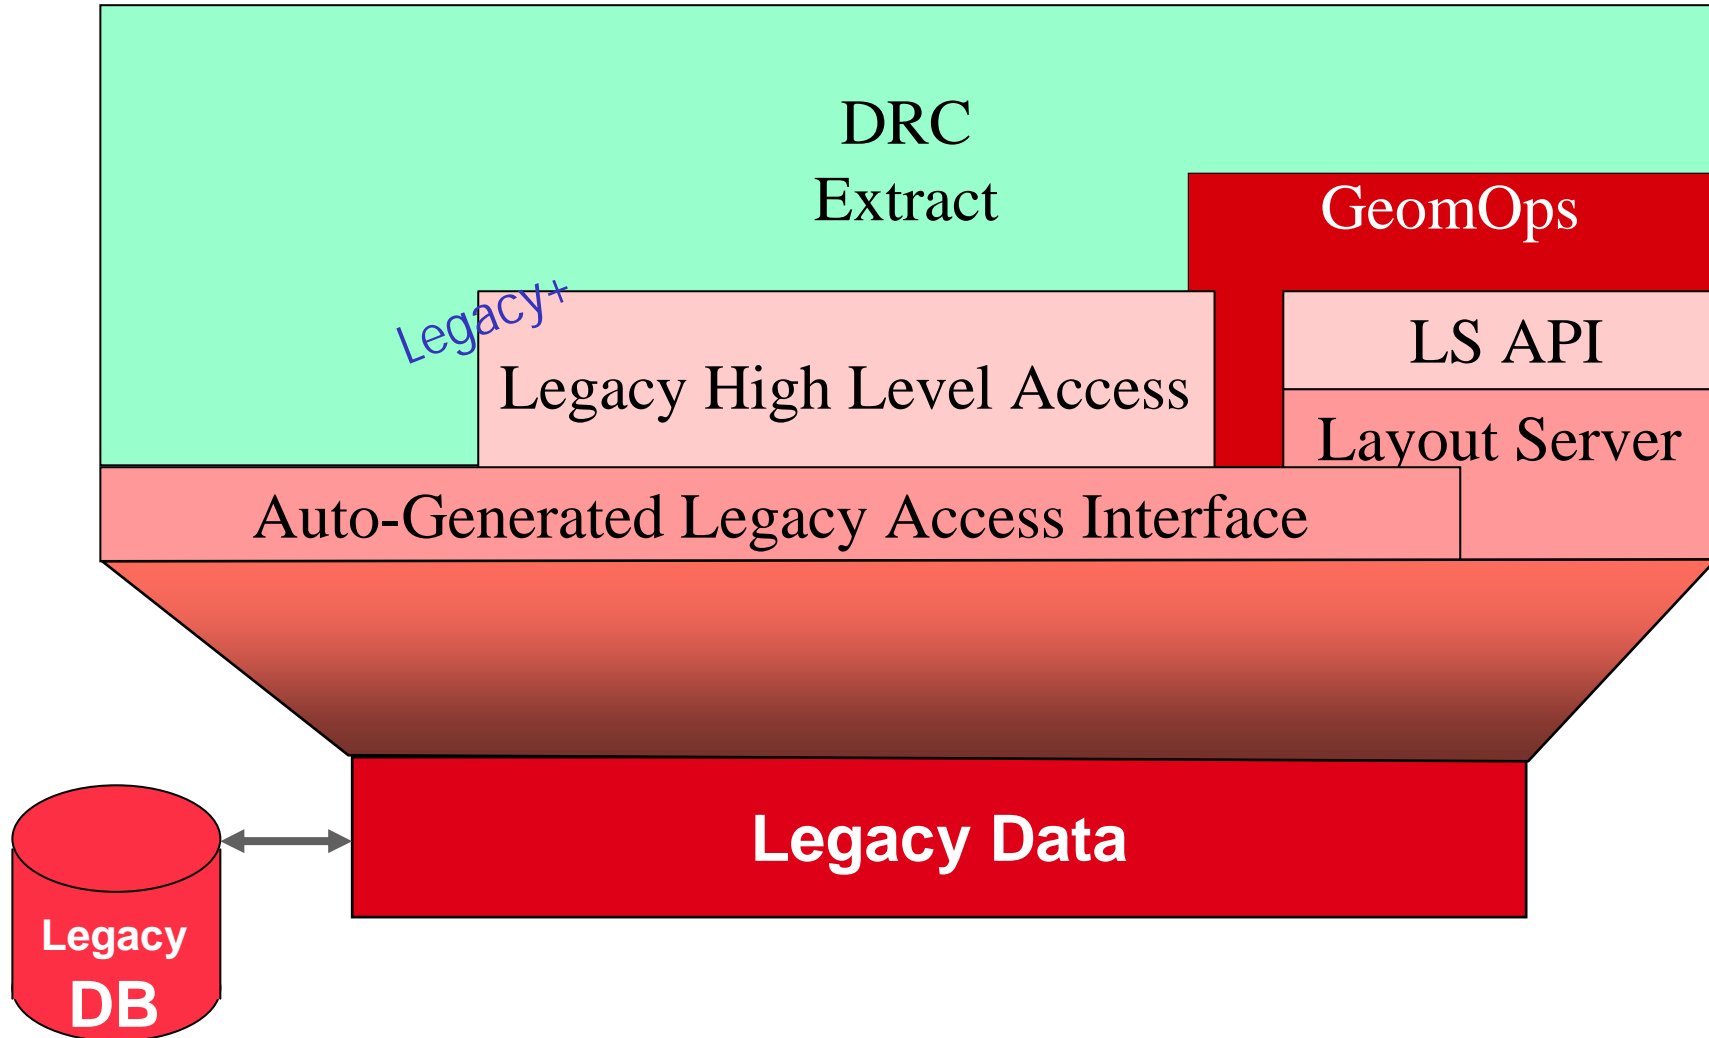 DRC
Extract
GeomOps
Legacy+
LS API
Legacy High Level Access
Layout Server
Auto-Generated Legacy Access Interface
Legacy Data
Legacy
DB